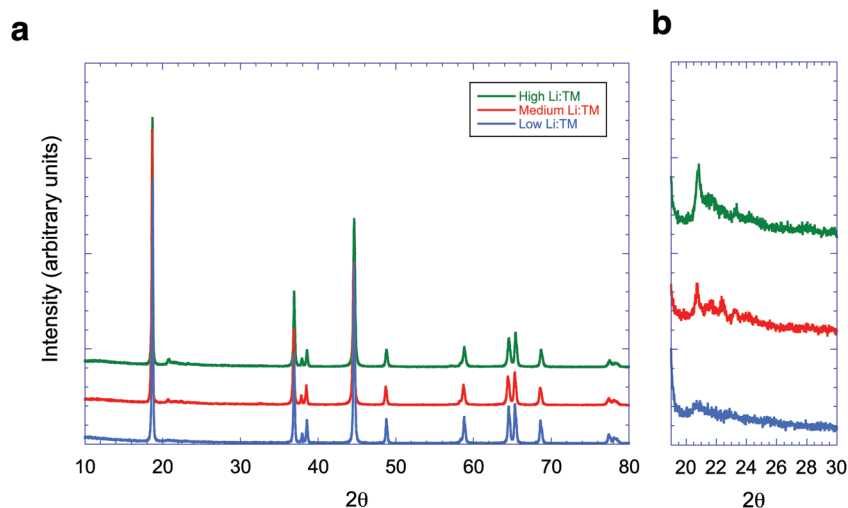 a
b
High Li:TM
Medium Li:TM
Low Li:TM
Intensity (arbitrary units)
10 20 30 40 50 60 70 80
2θ
20 22 24 26 28 30
2θ